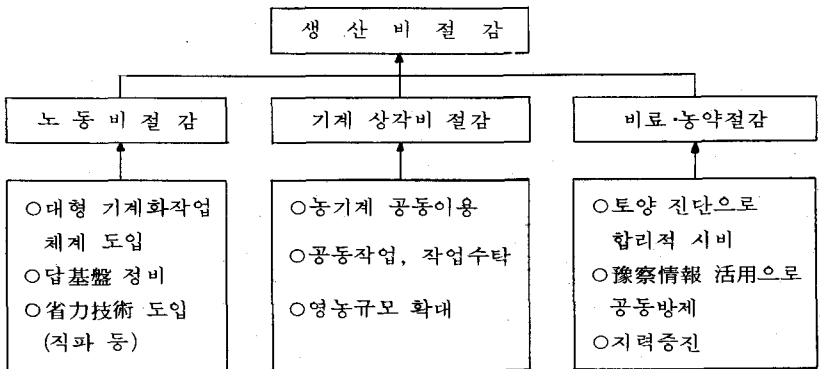 생 산 비 절 감
노 동 비 절 감
기계 상각비 절감
비료·농약절감
○대형 기계화작업
체계 도입
○답基盤 정비
○省力技術 도입
(직파 등)
○농기계 공동이용
○공동작업, 작업수탁
○영농규모 확대
○토양 진단으로
합리적 시비
○豫察情報 活用으로
공동방제
○지력증진